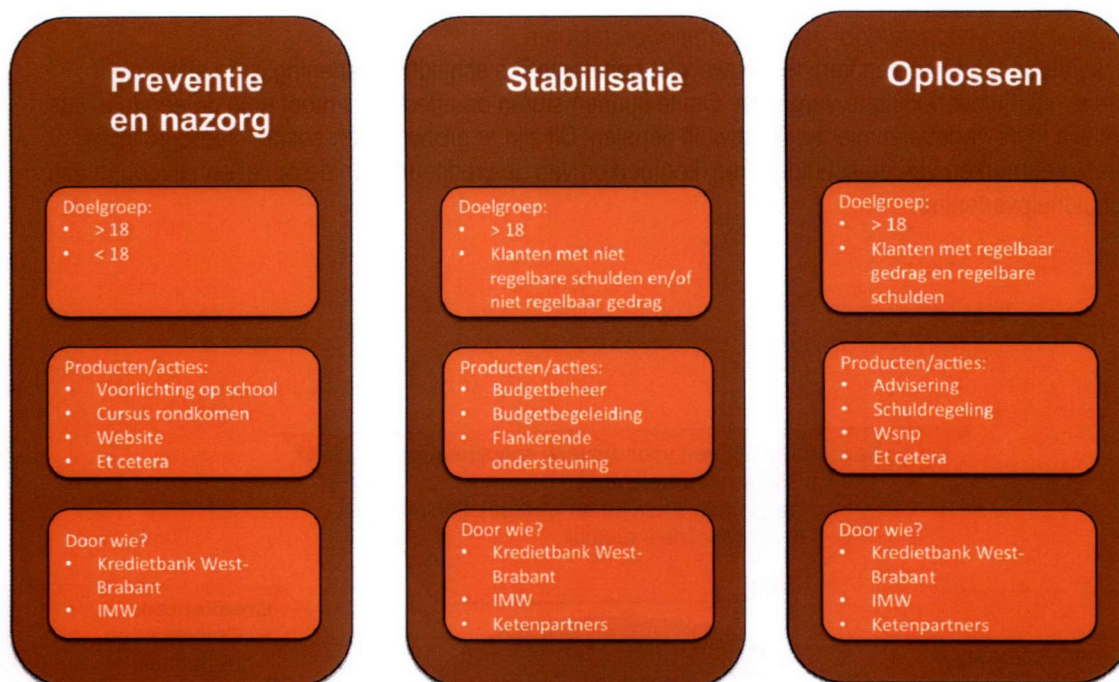 Preventie
en nazorg
Doelgroep:
• > 18
• < 18
Producten/acties:
• Voorlichting op school
• Cursus rondkomen
• Website
• Et cetera
Door wie?
• Kredietbank West-
Brabant
• IMW
Stabilisatie
Doelgroep:
• > 18
• Klanten met niet
regelbare schulden en/of
niet regelbaar gedrag
Producten/acties:
• Budgetbeheer
• Budgetbegeleiding
• Flankerende
ondersteuning
Door wie?
• Kredietbank West-
Brabant
• IMW
• Ketenpartners
Oplossen
Doelgroep:
• > 18
• Klanten met regelbaar
gedrag en regelbare
schulden
Producten/acties:
• Advisering
• Schuldregeling
• Wsnp
• Et cetera
Door wie?
• Kredietbank West-
Brabant
• IMW
• Ketenpartners